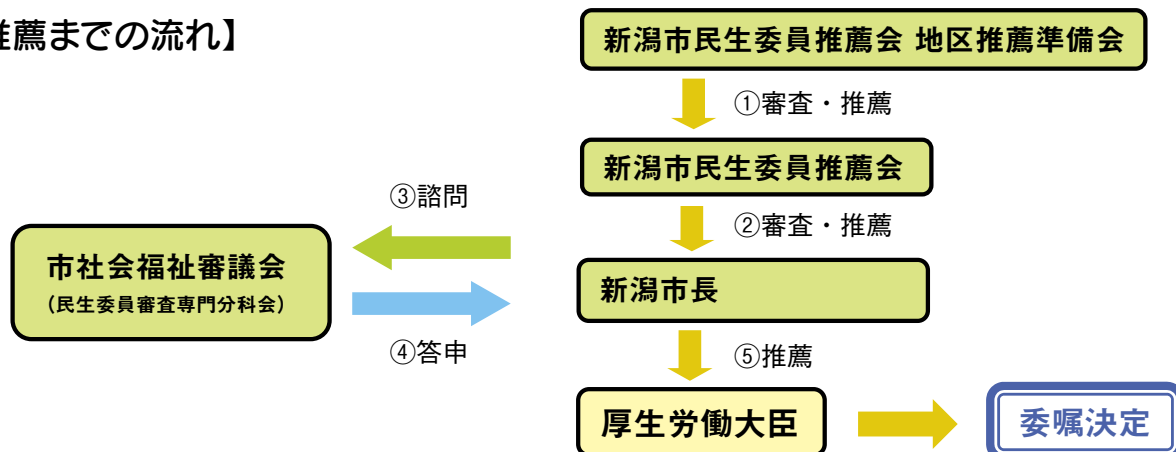 薦までの流れ】
新潟市民生委員推薦会 地区推薦準備会
①審査・推薦
新潟市民生委員推薦会
②審査・推薦
③諮問
市社会福祉審議会
(民生委員審査専門分科会)
新潟市長
④答申
⑤推薦
厚生労働大臣
委嘱決定